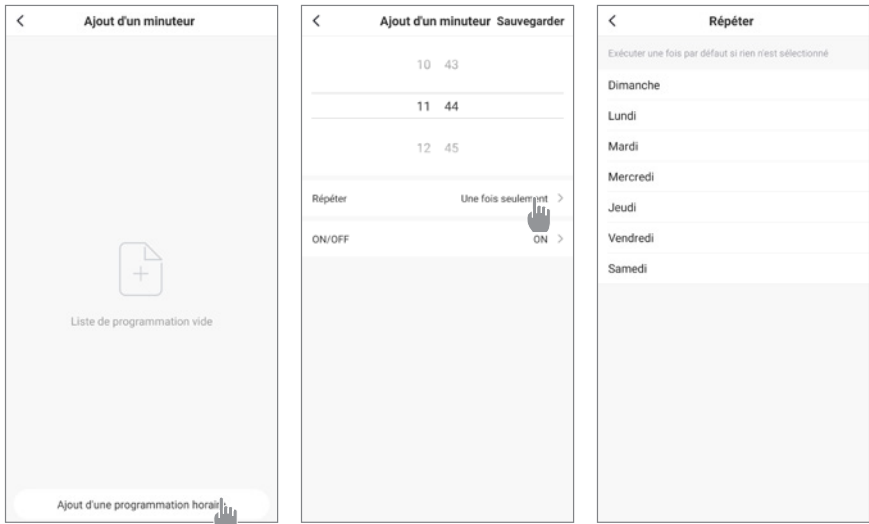 Ajout d'un minuteur
Liste de programmation vide
Ajout d'une programmation horaire
Ajout d'un minuteur Sauvegarder
10 43
11 44
12 45
Répéter Une fois seulement
ON/OFF ON
Répéter
Exécuter une fois par défaut si rien n'est sélectionné
Dimanche
Lundi
Mardi
Mercredi
Jeudi
Vendredi
Samedi